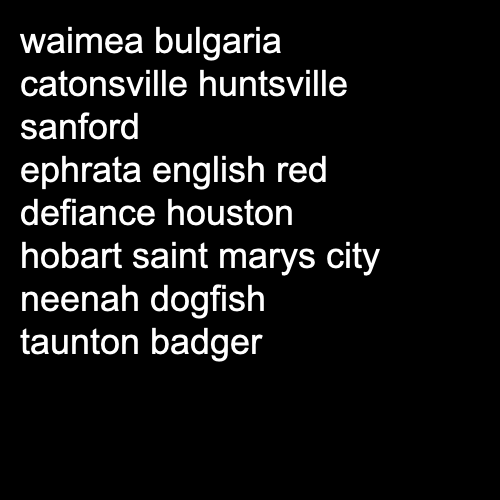 waimea bulgaria
catonsville huntsville
sanford
ephrata english red
defiance houston
hobart saint marys city
neenah dogfish
taunton badger